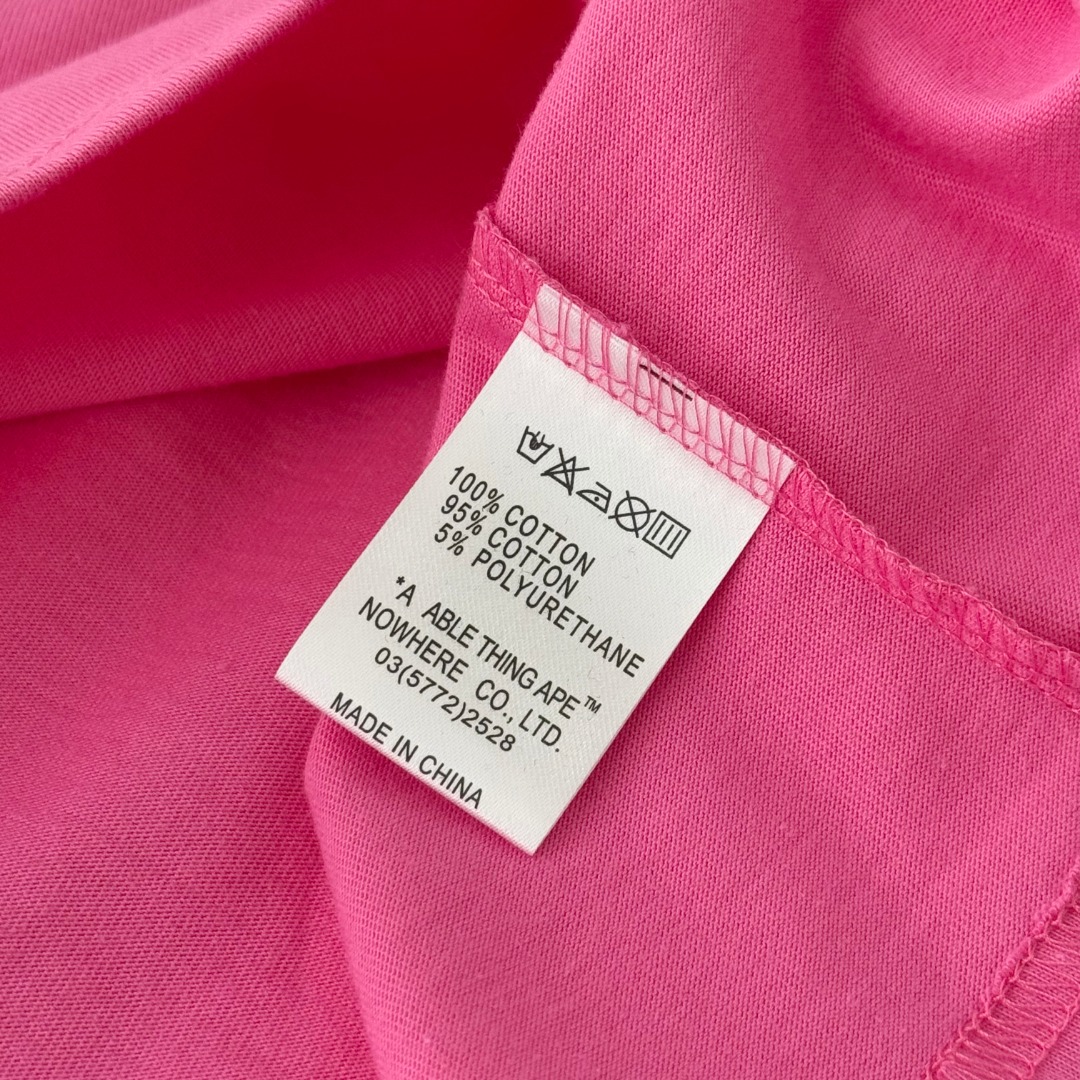 100% COTTON
95% COTTON
5% POLYURETHANE
*A ABLE THING APE™
NOWHERE CO., LTD.
03(5772)2528
MADE IN CHINA